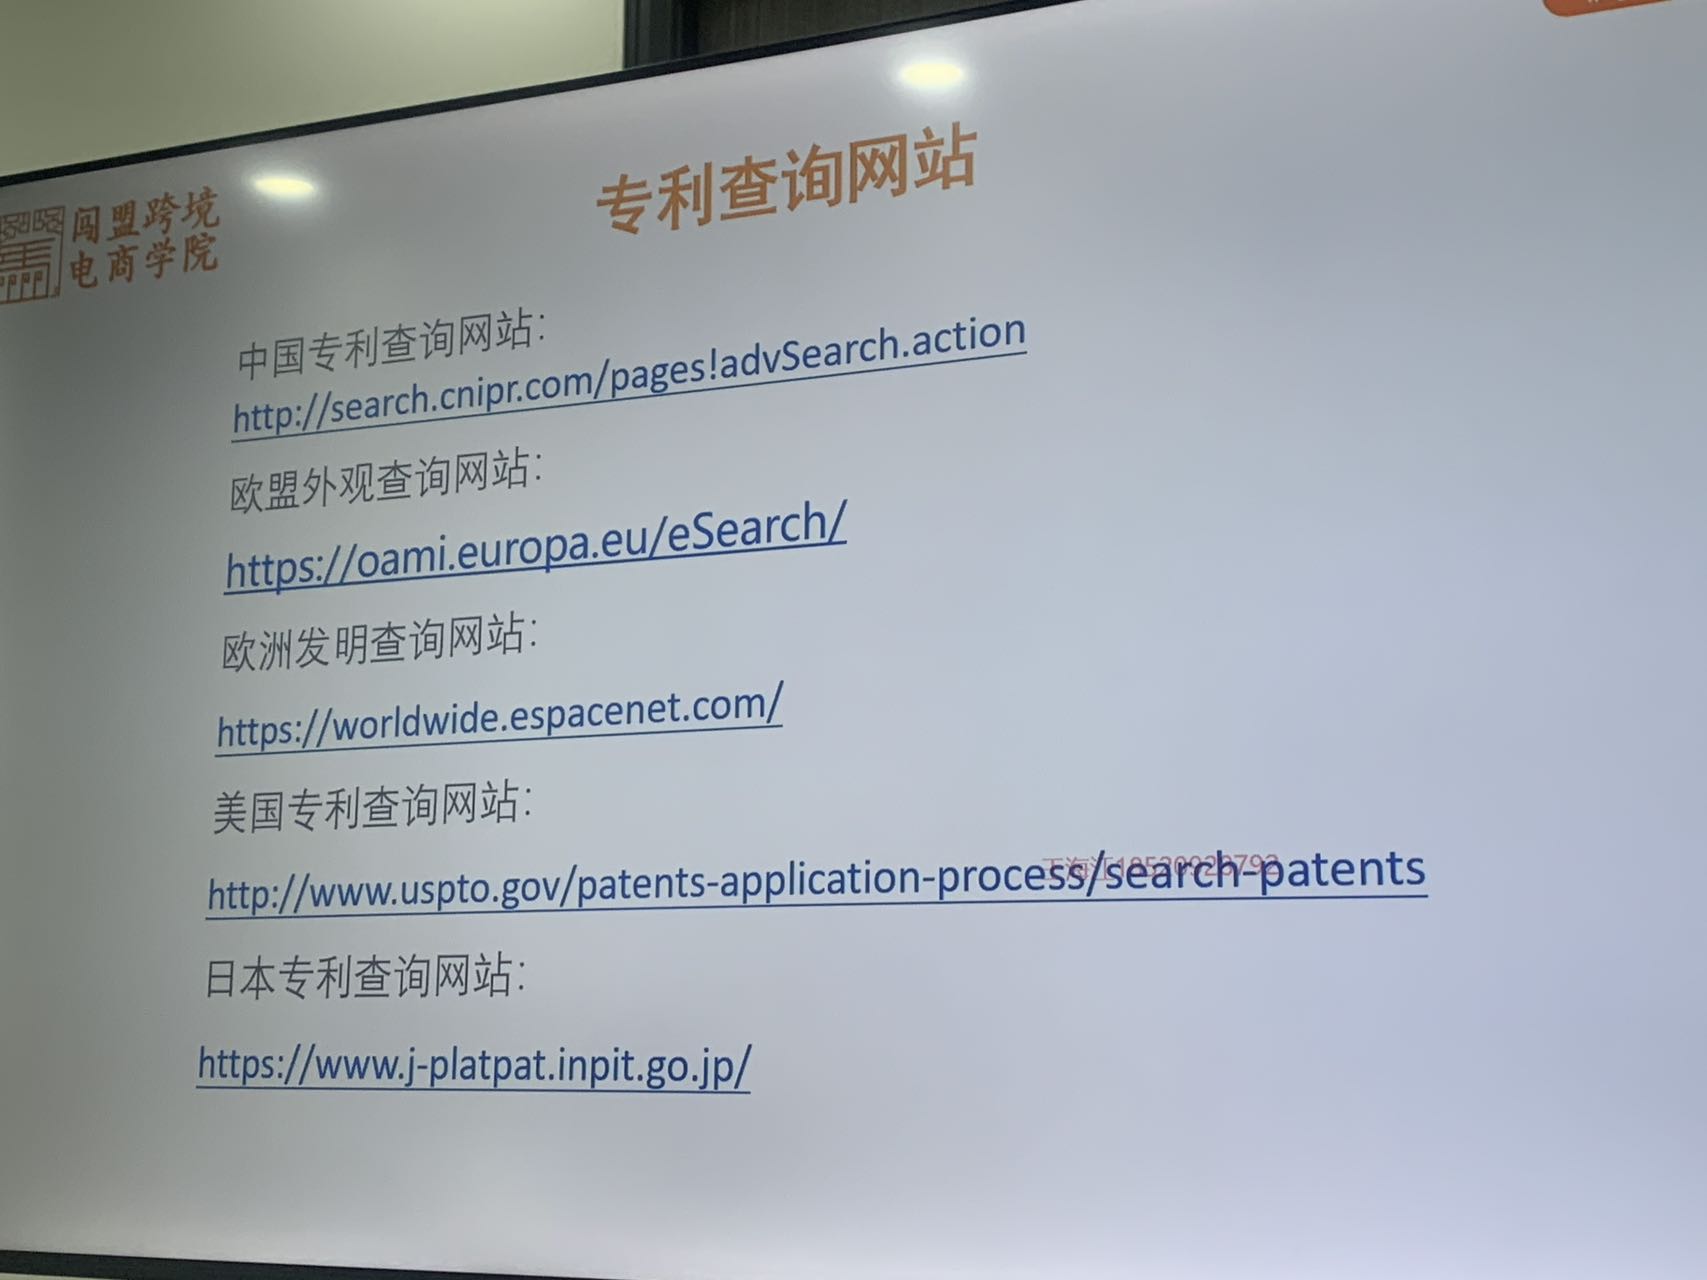 闯盟跨境
电商学院
专利查询网站
中国专利查询网站：
http://search.cnipr.com/pages!advSearch.action
欧盟外观查询网站：
https://oami.europa.eu/eSearch/
欧洲发明查询网站：
https://worldwide.espacenet.com/
美国专利查询网站：
http://www.uspto.gov/patents-application-process/search-patents
日本专利查询网站：
https://www.j-platpat.inpit.go.jp/